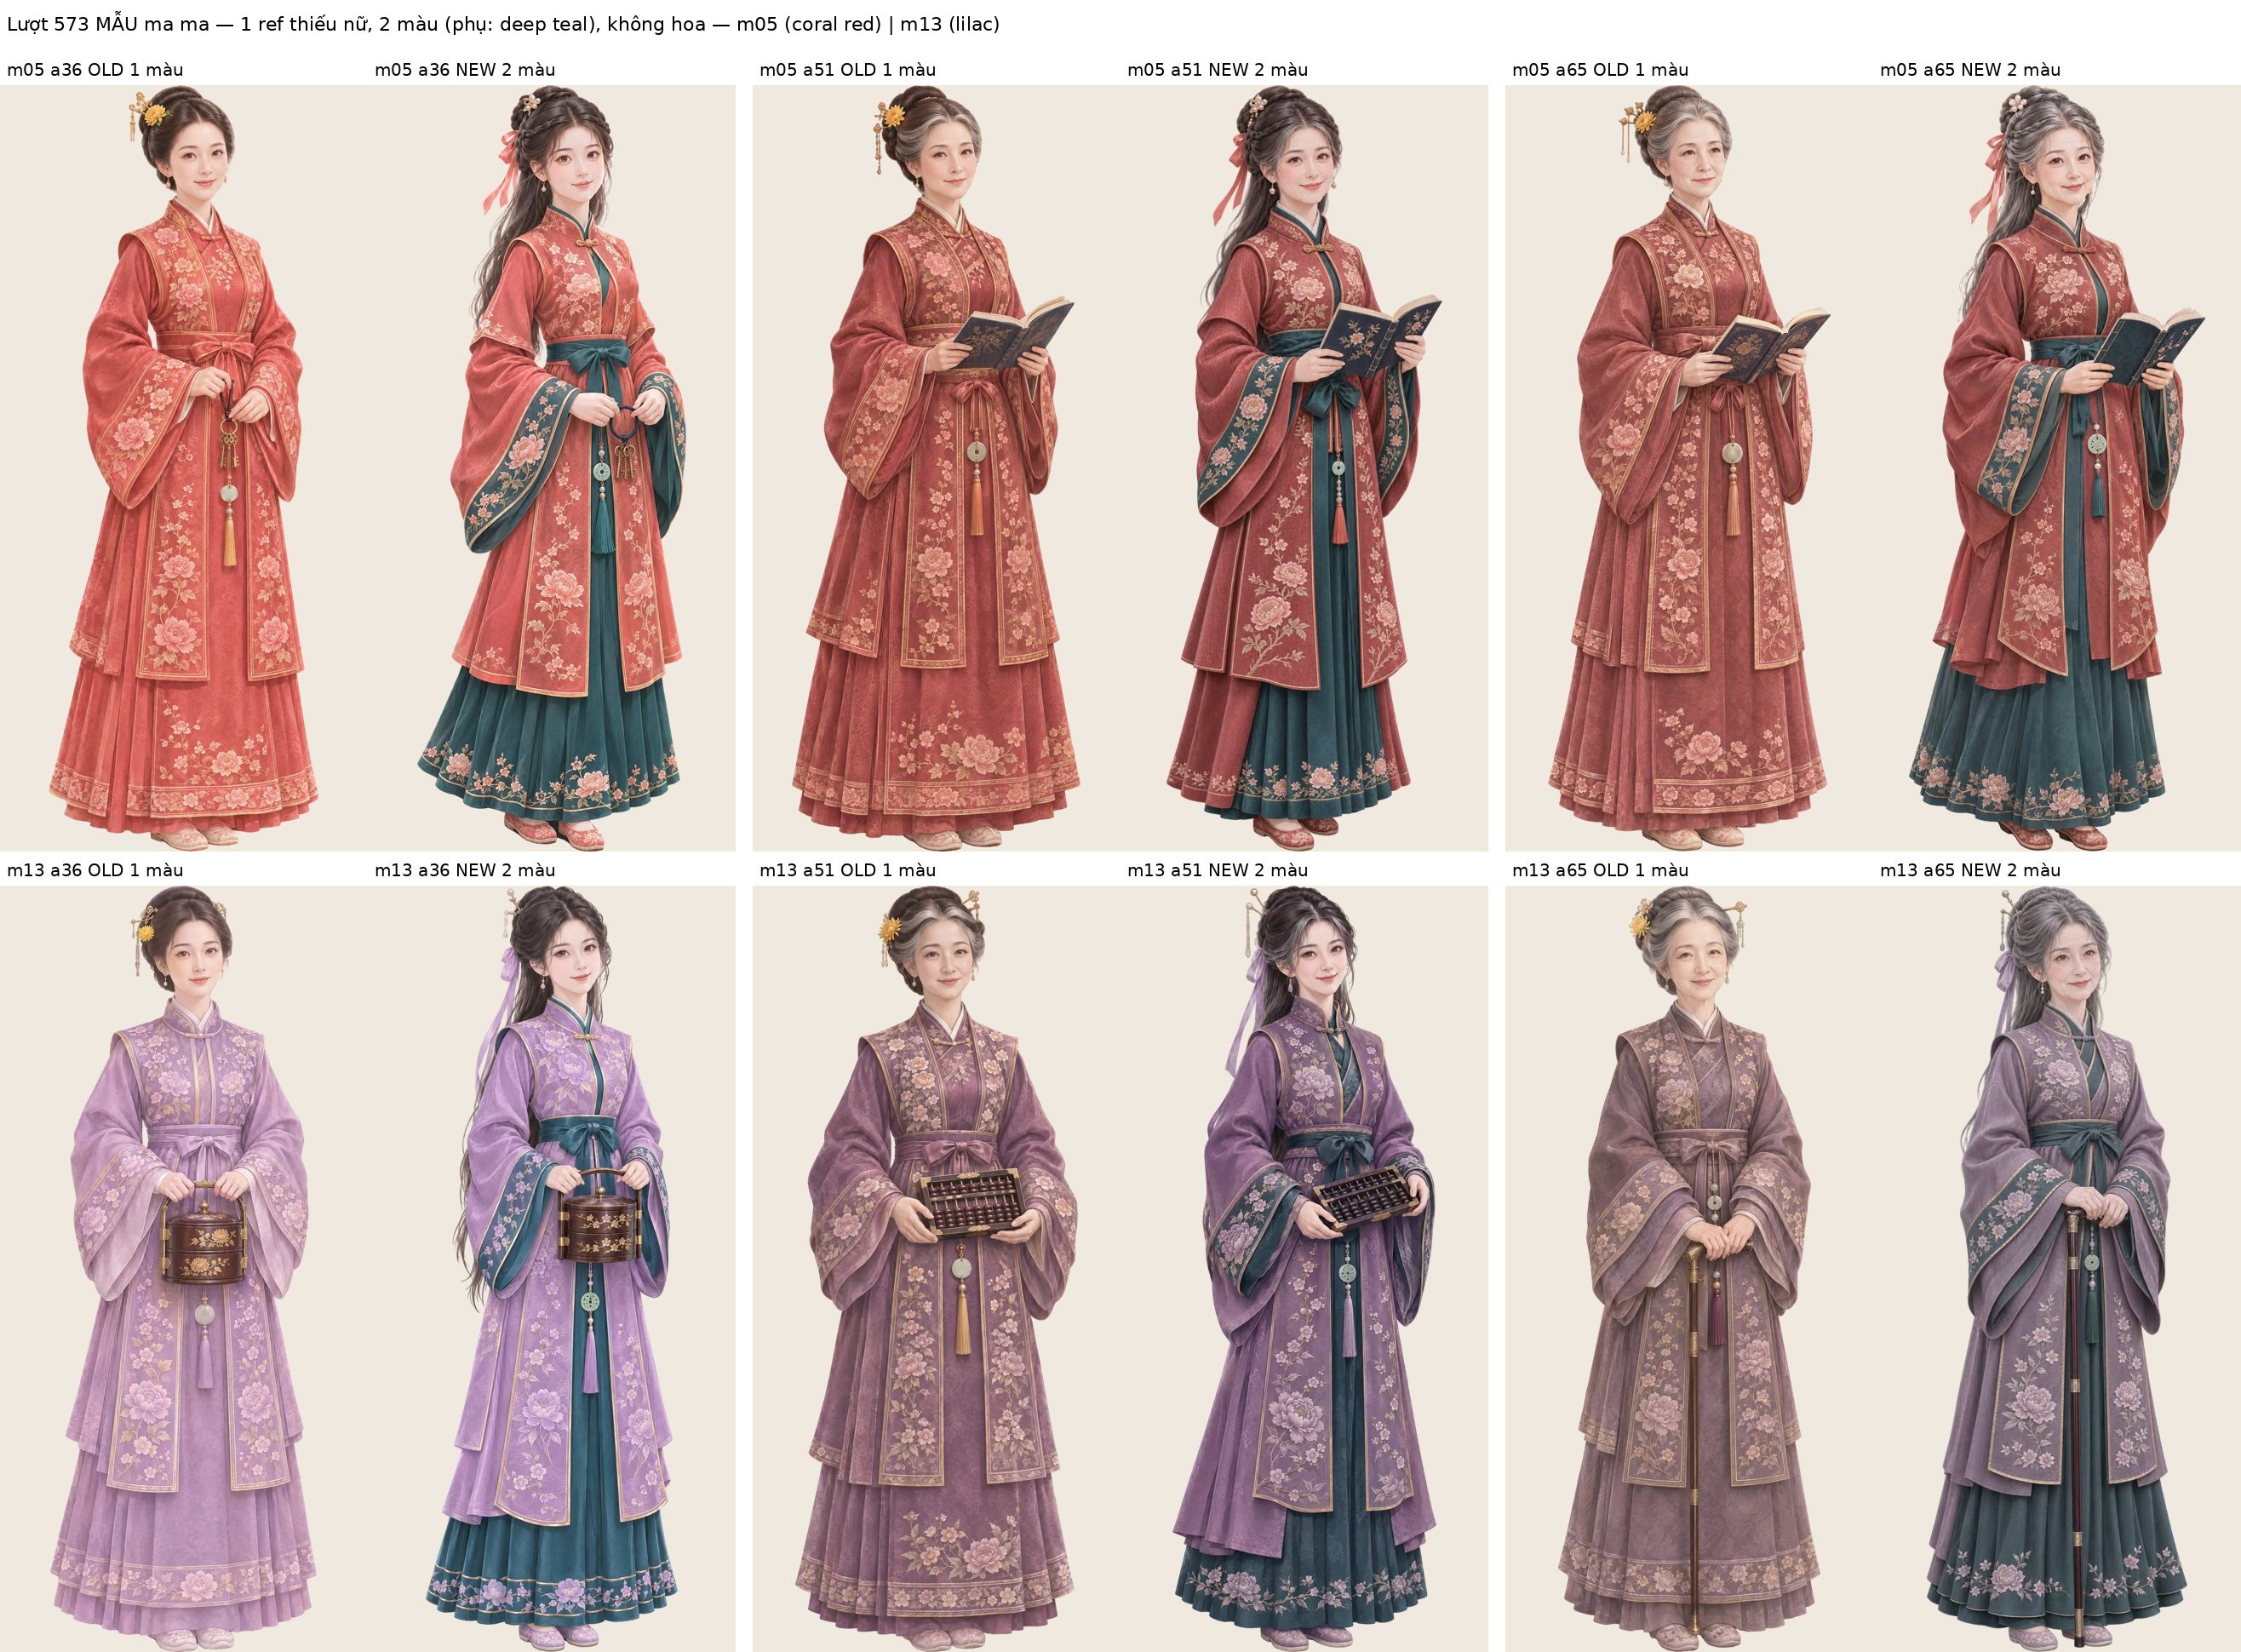 Lượt 573 MẪU ma ma — 1 ref thiếu nữ, 2 màu (phụ: deep teal), không hoa — m05 (coral red) | m13 (lilac)
m05 a36 OLD 1 màu
m05 a36 NEW 2 màu
m05 a51 OLD 1 màu
m05 a51 NEW 2 màu
m05 a65 OLD 1 màu
m05 a65 NEW 2 màu
m13 a36 OLD 1 màu
m13 a36 NEW 2 màu
m13 a51 OLD 1 màu
m13 a51 NEW 2 màu
m13 a65 OLD 1 màu
m13 a65 NEW 2 màu